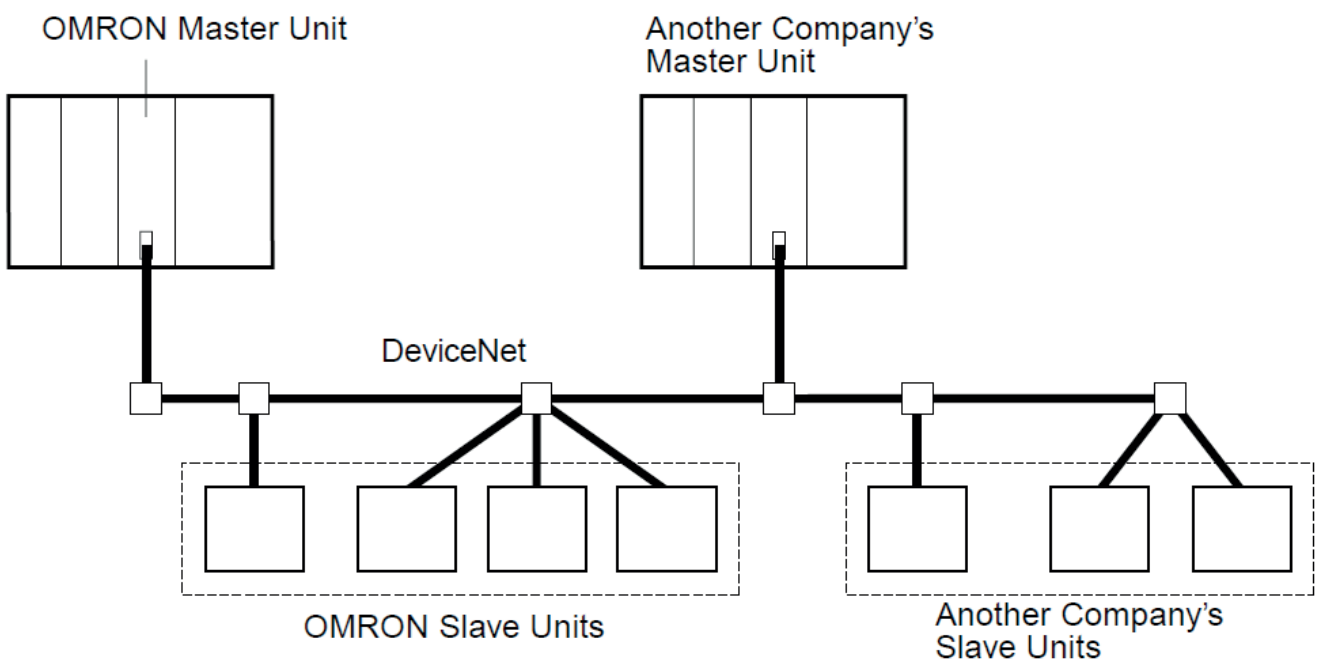 OMRON Master Unit
Another Company's
Master Unit
DeviceNet
OMRON Slave Units
Another Company's
Slave Units